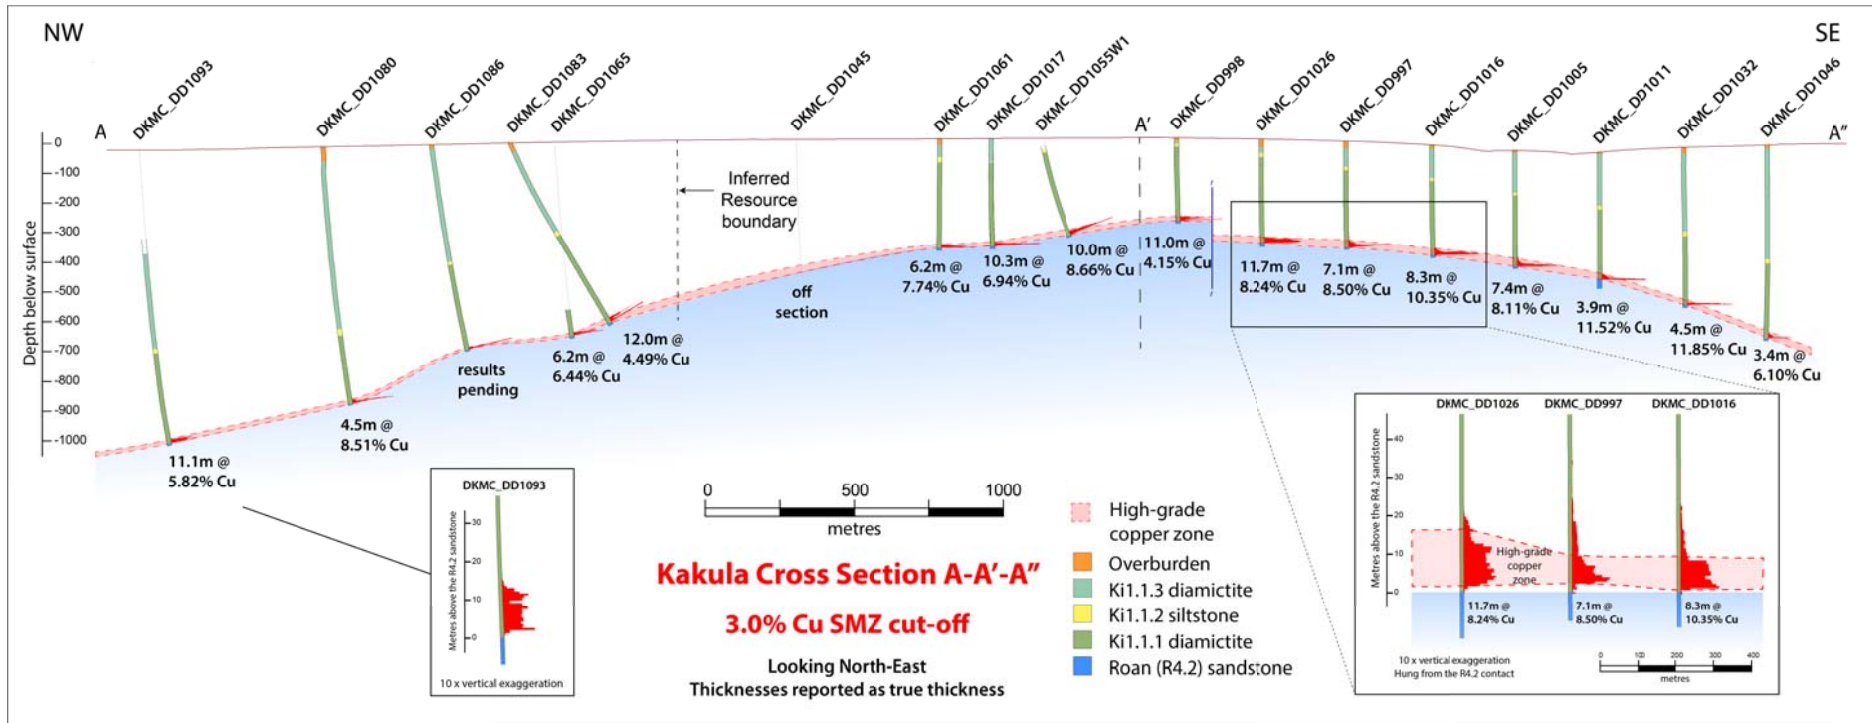 NW
SE
DKMC_DD1093
DKMC_DD1080
DKMC_DD1086
DKMC_DD1083
DKMC_DD1065
DKMC_DD1045
DKMC_DD1061
DKMC_DD1017
DKMC_DD1055W1
DKMC_DD998
DKMC_DD1026
DKMC_DD997
DKMC_DD1016
DKMC_DD1005
DKMC_DD1011
DKMC_DD1032
DKMC_DD1046
A
A'
A"
Depth below surface
0
-100
-200
-300
-400
-500
-600
-700
-800
-900
-1000
Inferred
Resource
boundary
off
section
results
pending
11.1m @
5.82% Cu
4.5m @
8.51% Cu
6.2m @
6.44% Cu
12.0m @
4.49% Cu
6.2m @
7.74% Cu
10.3m @
6.94% Cu
10.0m @
8.66% Cu
11.0m @
4.15% Cu
11.7m @
8.24% Cu
7.1m @
8.50% Cu
8.3m @
10.35% Cu
7.4m @
8.11% Cu
3.9m @
11.52% Cu
4.5m @
11.85% Cu
3.4m @
6.10% Cu
DKMC_DD1093
Metres above the R4.2 sandstone
30
20
10
0
10 x vertical exaggeration
0
500
1000
metres
Kakula Cross Section A-A'-A"
3.0% Cu SMZ cut-off
Looking North-East
Thicknesses reported as true thickness
High-grade
copper zone
Overburden
Ki1.1.3 diamictite
Ki1.1.2 siltstone
Ki1.1.1 diamictite
Roan (R4.2) sandstone
DKMC_DD1026
DKMC_DD997
DKMC_DD1016
Metres above the R4.2 sandstone
40
30
20
10
0
High-grade
copper
zone
11.7m @
8.24% Cu
7.1m @
8.50% Cu
8.3m @
10.35% Cu
10 x vertical exaggeration
Hung from the R4.2 contact
0
100
200
300
400
metres